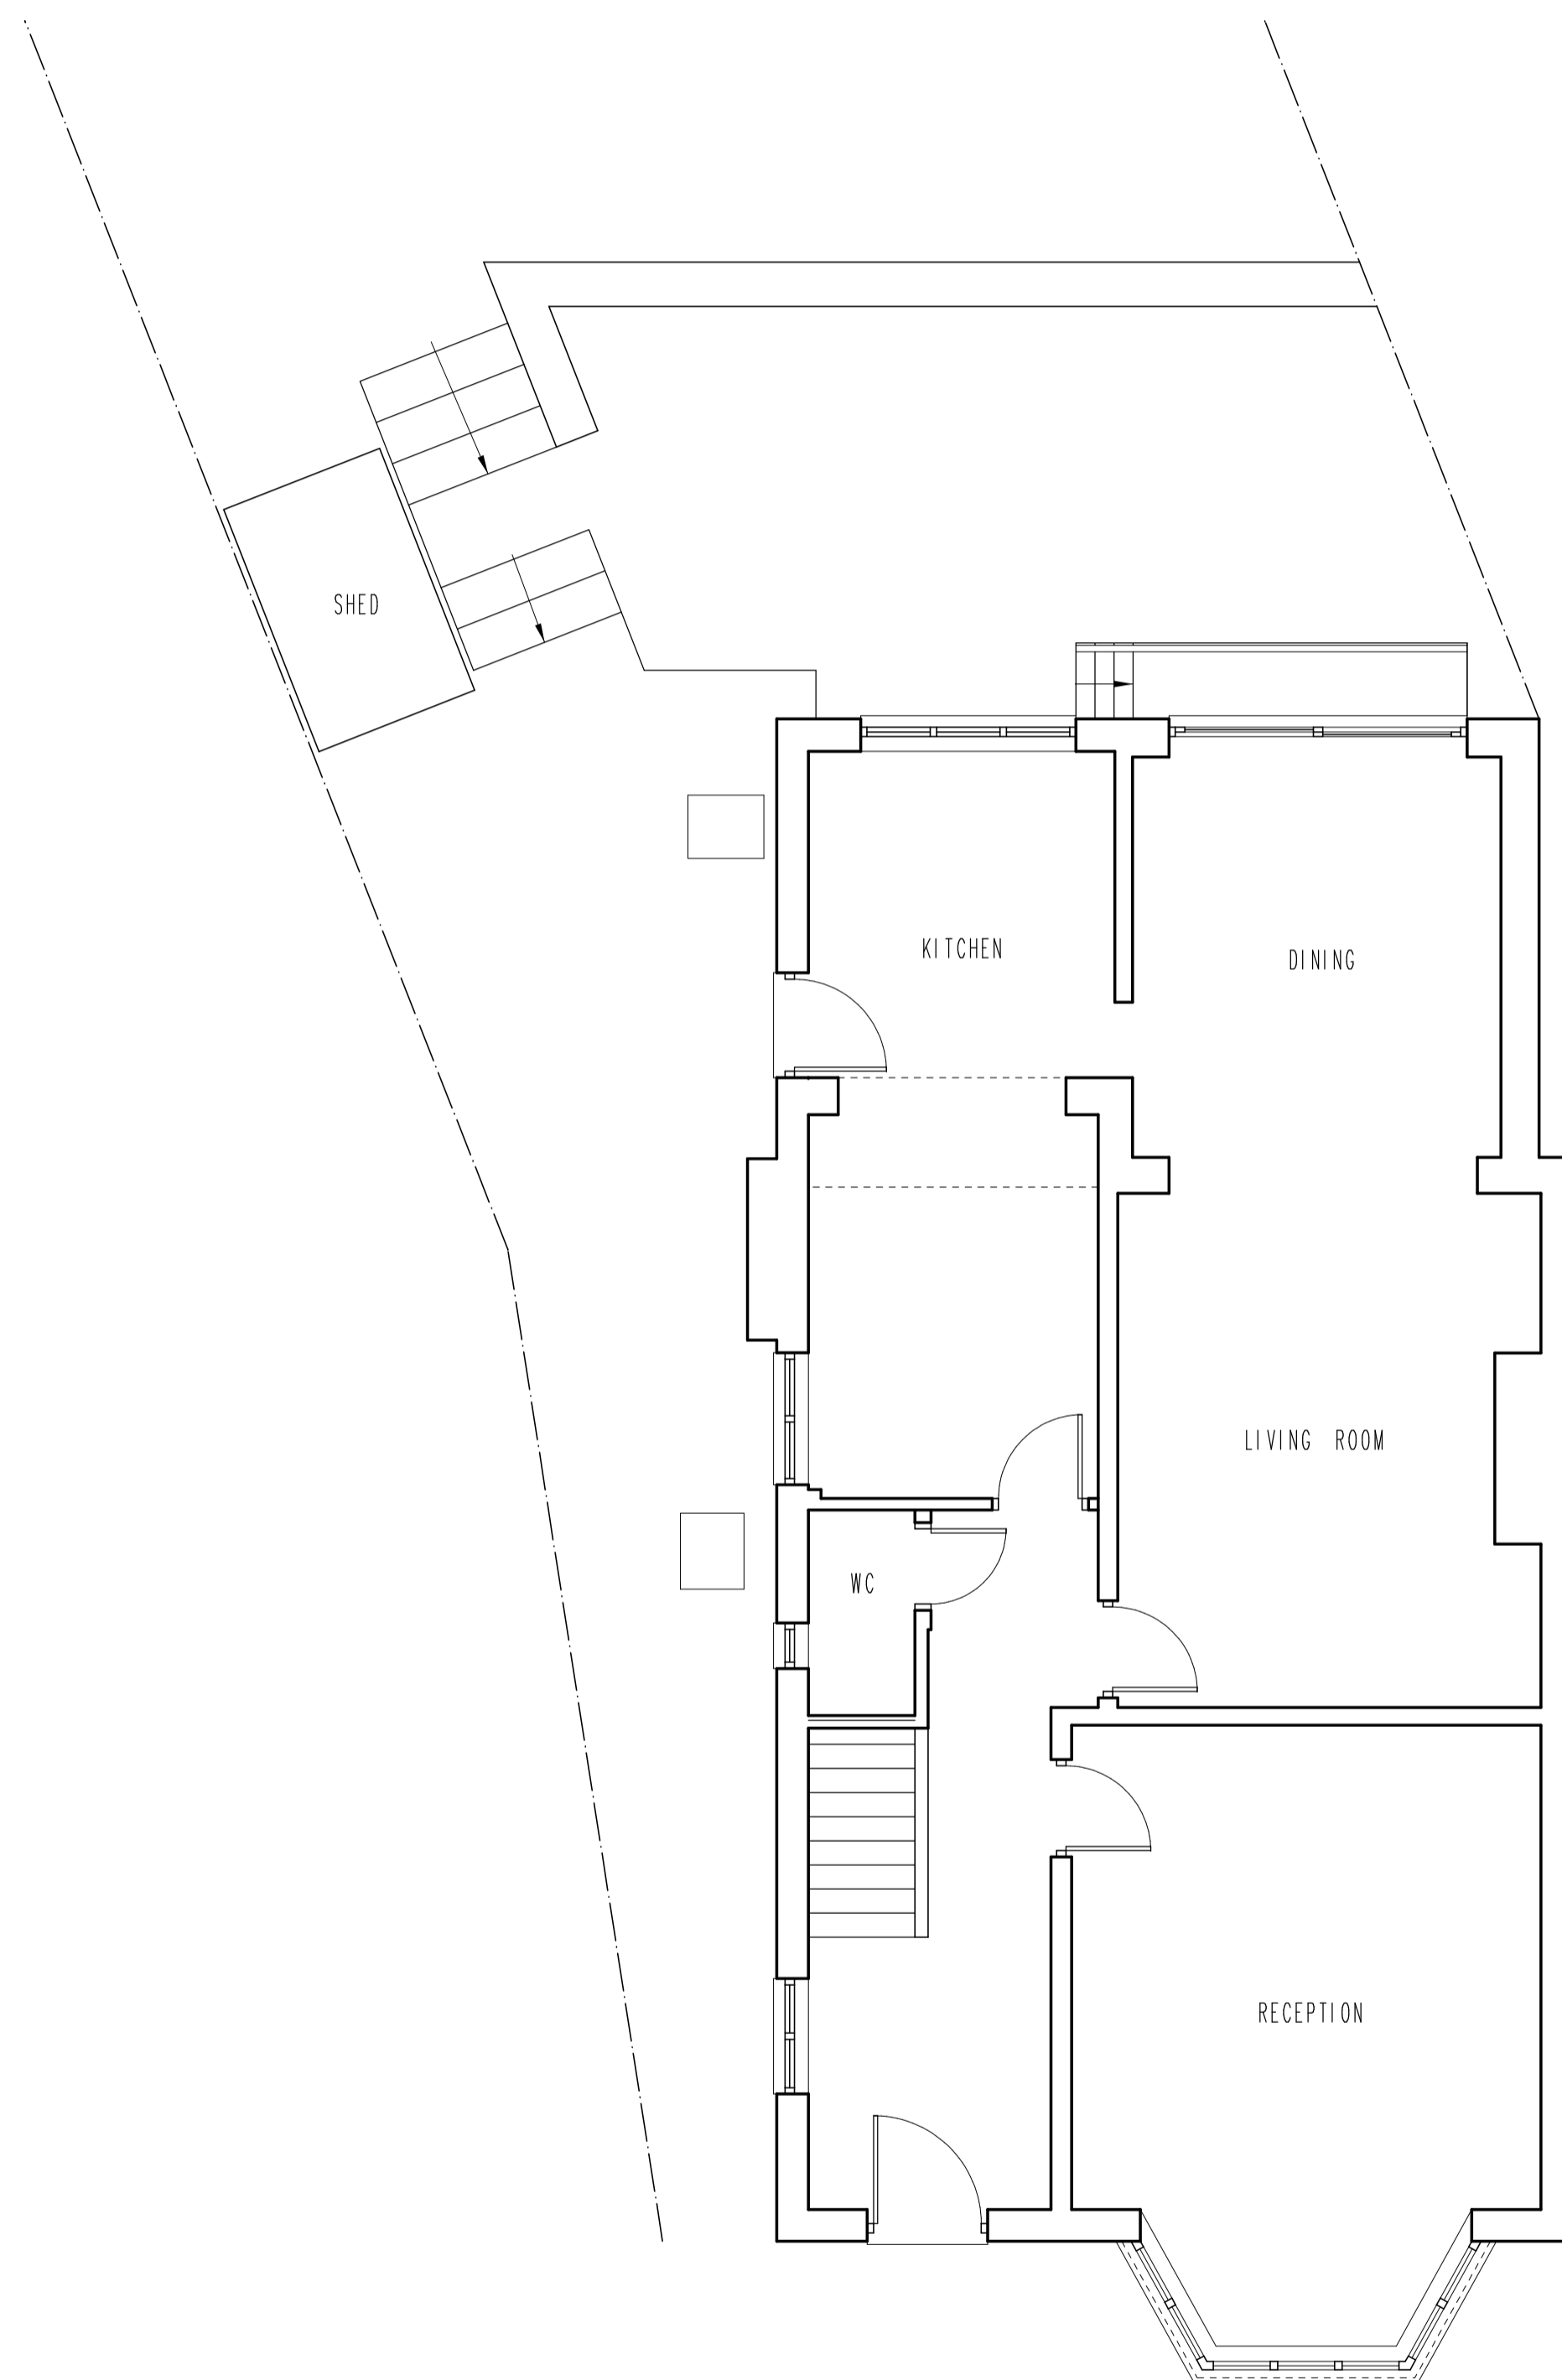 SHED
KITCHEN
DINING
LIVING ROOM
WC
RECEPTION